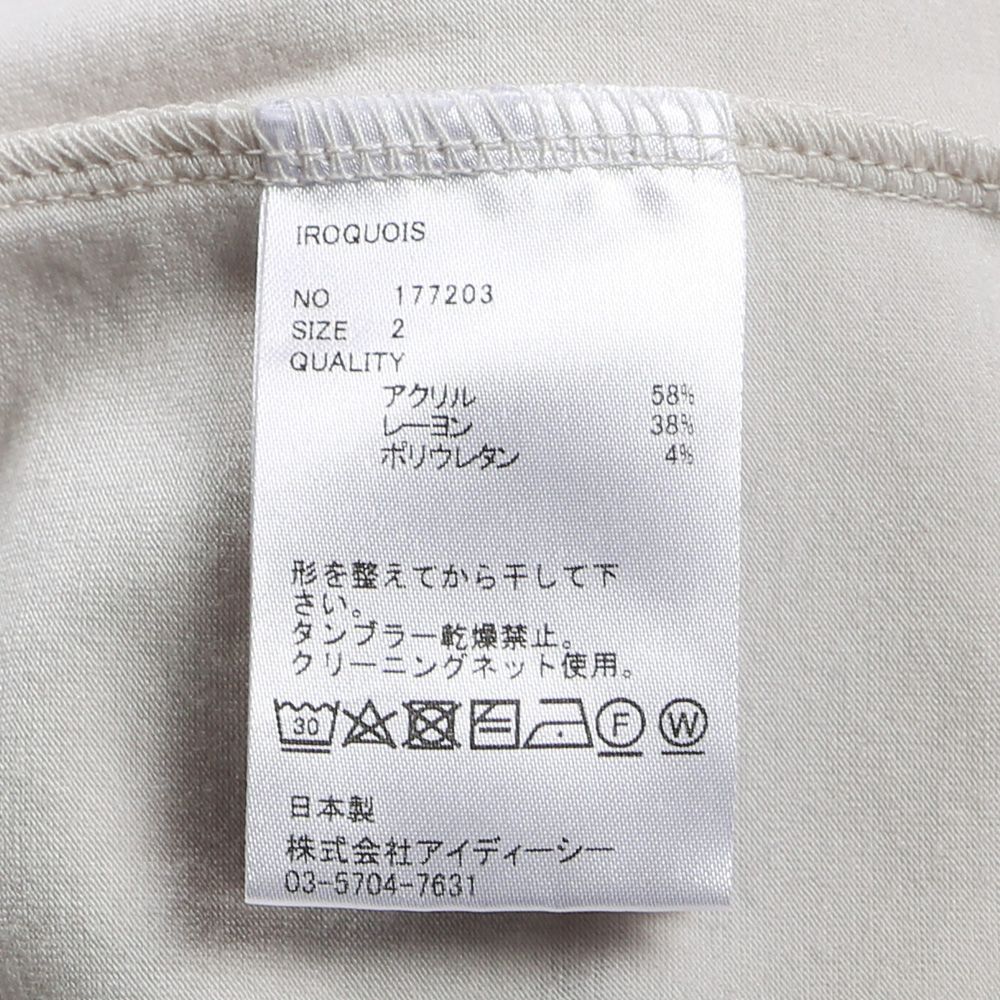 IROQUOIS
NO 177203
SIZE 2
QUALITY
アクリル 58%
レーヨン 38%
ポリウレタン 4%
形を整えてから干して下
さい。
タンブラー乾燥禁止。
クリーニングネット使用。
30 F W
日本製
株式会社アイディーシー
03-5704-7631